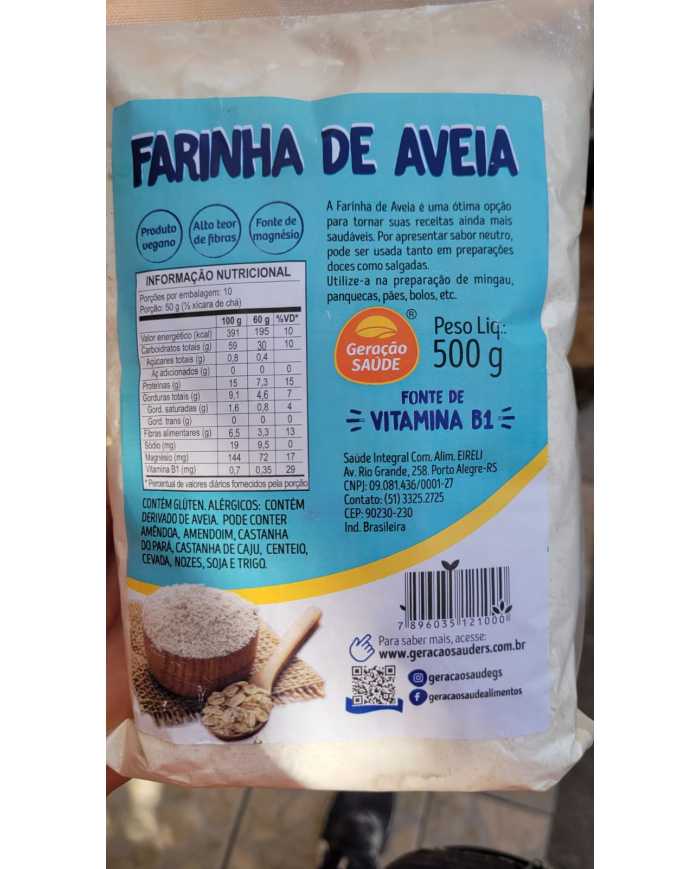 FARINHA DE AVEIA
Produto
vegano
Alto teor
de fibras
Fonte de
magnésio
A Farinha de Aveia é uma ótima opção
para tornar suas receitas ainda mais
saudáveis. Por apresentar sabor neutro,
pode ser usada tanto em preparações
doces como salgadas.
Utilize-a na preparação de mingau,
panquecas, pães, bolos, etc.
INFORMAÇÃO NUTRICIONAL
Porções por embalagem: 10
Porção: 50 g (½ xícara de chá)
100 g 60 g %VD*
Valor energético (kcal) 391 195 10
Carboidratos totais (g) 59 30 10
Açúcares totais (g) 0,8 0,4
Aç adicionados (g) 0 0 0
Proteínas (g) 15 7,3 15
Gorduras totais (g) 9,1 4,6 7
Gord. saturadas (g) 1,6 0,8 4
Gord. trans (g) 0 0 0
Fibras alimentares (g) 6,5 3,3 13
Sódio (mg) 19 9,5 0
Magnésio (mg) 144 72 17
Vitamina B1 (mg) 0,7 0,35 29
* Percentual de valores diários fornecidos pela porção
Geração
SAÚDE
®
Peso Liq.:
500 g
FONTE DE
VITAMINA B1
Saúde Integral Com. Alim. EIRELI
Av. Rio Grande, 258. Porto Alegre-RS
CNPJ: 09.081.436/0001-27
Contato: (51) 3325.2725
CEP: 90230-230
Ind. Brasileira
CONTÉM GLÚTEN. ALÉRGICOS: CONTÉM
DERIVADO DE AVEIA. PODE CONTER
AMÊNDOA, AMENDOIM, CASTANHA
DO PARÁ, CASTANHA DE CAJU, CENTEIO,
CEVADA, NOZES, SOJA E TRIGO.
7 896035 121000
Para saber mais, acesse:
www.geracaosauders.com.br
geracaosaudegs
geracaosaudealimentos